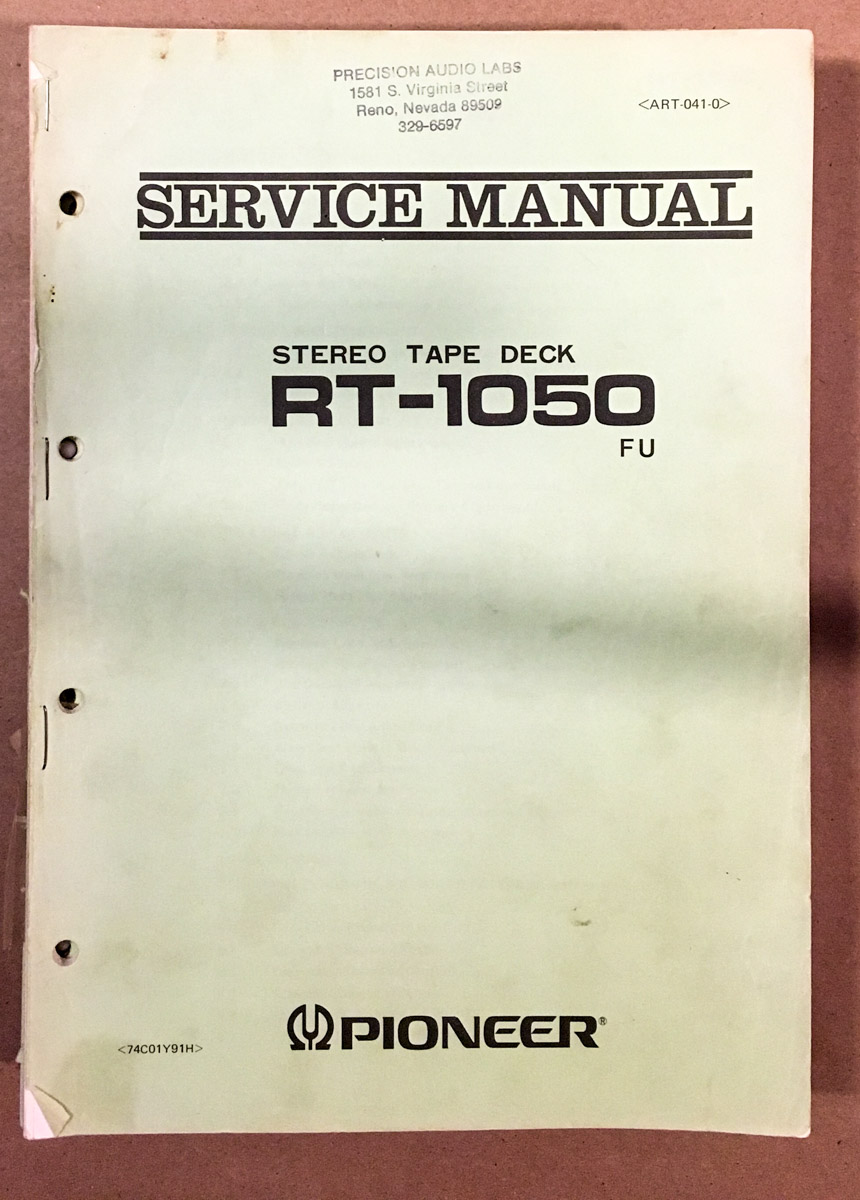 PRECISION AUDIO LABS
1581 S. Virginia Street
Reno, Nevada 89509
329-6597
<ART-041-0>
SERVICE MANUAL
STEREO TAPE DECK
RT-1050
FU
PIONEER®
<74C01Y91H>